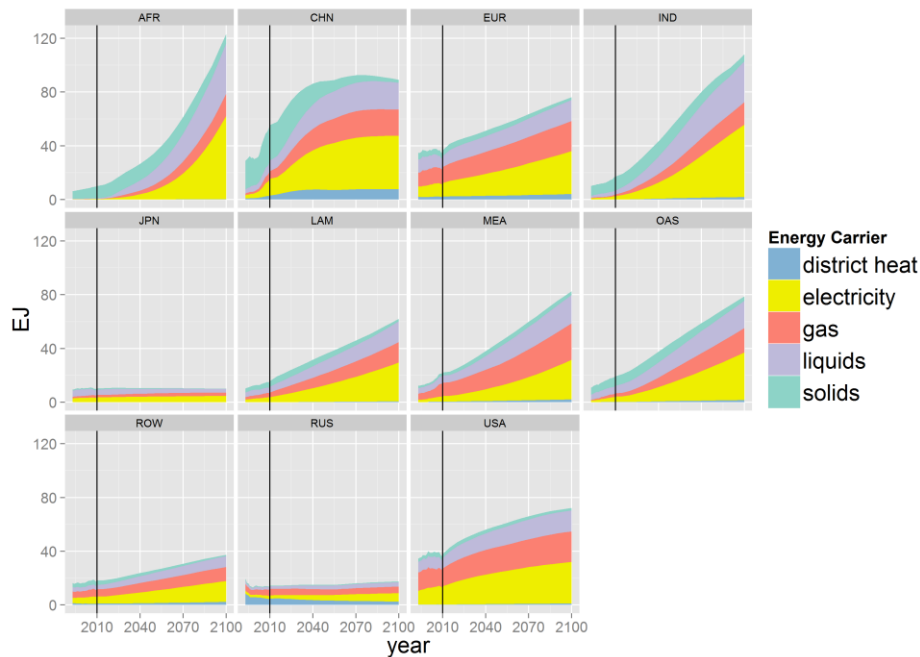 AFR CHN EUR IND
120
80
40
0
JPN LAM MEA OAS
120
80
40
0
ROW RUS USA
120
80
40
0
2010 2040 2070 2100 2010 2040 2070 2100 2010 2040 2070 2100
EJ
year
Energy Carrier
district heat
electricity
gas
liquids
solids